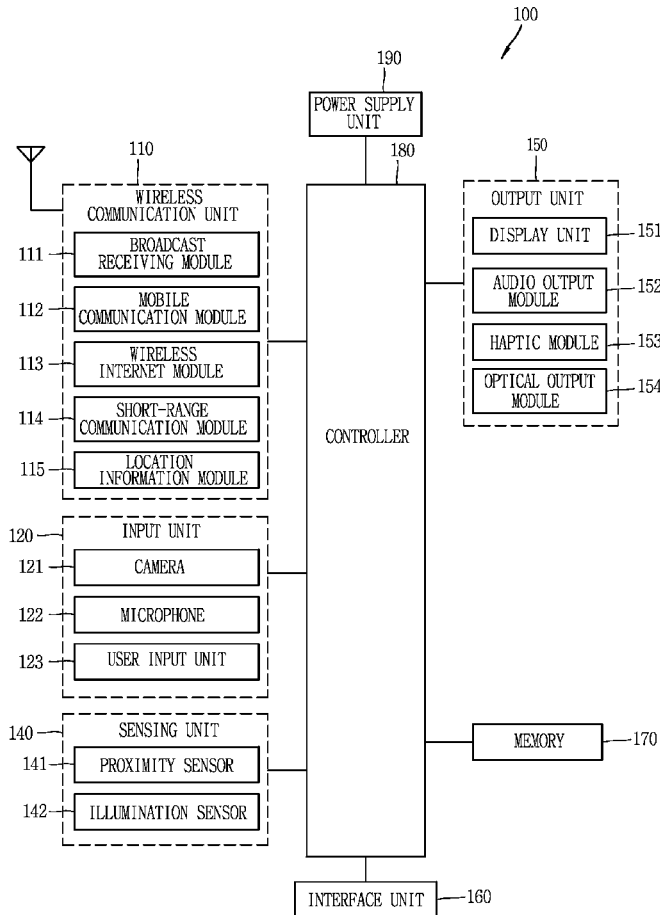 100
190
POWER SUPPLY
UNIT
110
180
150
WIRELESS
COMMUNICATION UNIT
111
BROADCAST
RECEIVING MODULE
112
MOBILE
COMMUNICATION MODULE
113
WIRELESS
INTERNET MODULE
114
SHORT-RANGE
COMMUNICATION MODULE
115
LOCATION
INFORMATION MODULE
OUTPUT UNIT
DISPLAY UNIT
151
AUDIO OUTPUT
MODULE
152
HAPTIC MODULE
153
OPTICAL OUTPUT
MODULE
154
CONTROLLER
120
INPUT UNIT
121
CAMERA
122
MICROPHONE
123
USER INPUT UNIT
140
SENSING UNIT
141
PROXIMITY SENSOR
142
ILLUMINATION SENSOR
MEMORY
170
INTERFACE UNIT
160